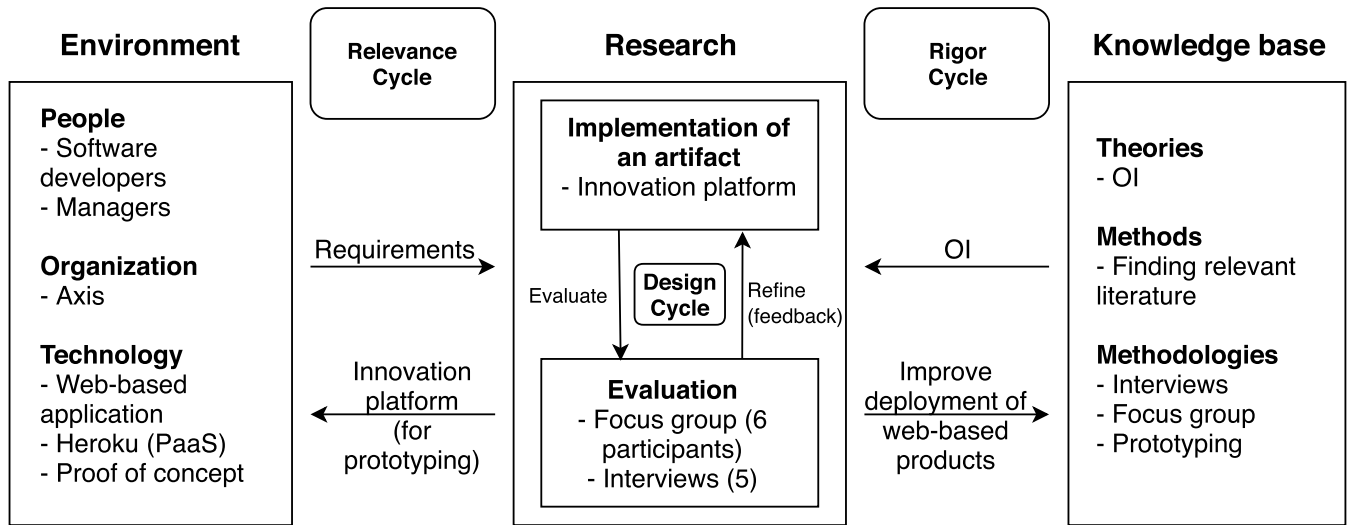 Environment
People
- Software
developers
- Managers
Organization
- Axis
Technology
- Web-based
application
- Heroku (PaaS)
- Proof of concept
Relevance
Cycle
Requirements
Innovation
platform
(for
prototyping)
Research
Implementation of
an artifact
- Innovation platform
Evaluate
Design
Cycle
Refine
(feedback)
Evaluation
- Focus group (6
participants)
- Interviews (5)
Rigor
Cycle
OI
Improve
deployment of
web-based
products
Knowledge base
Theories
- OI
Methods
- Finding relevant
literature
Methodologies
- Interviews
- Focus group
- Prototyping